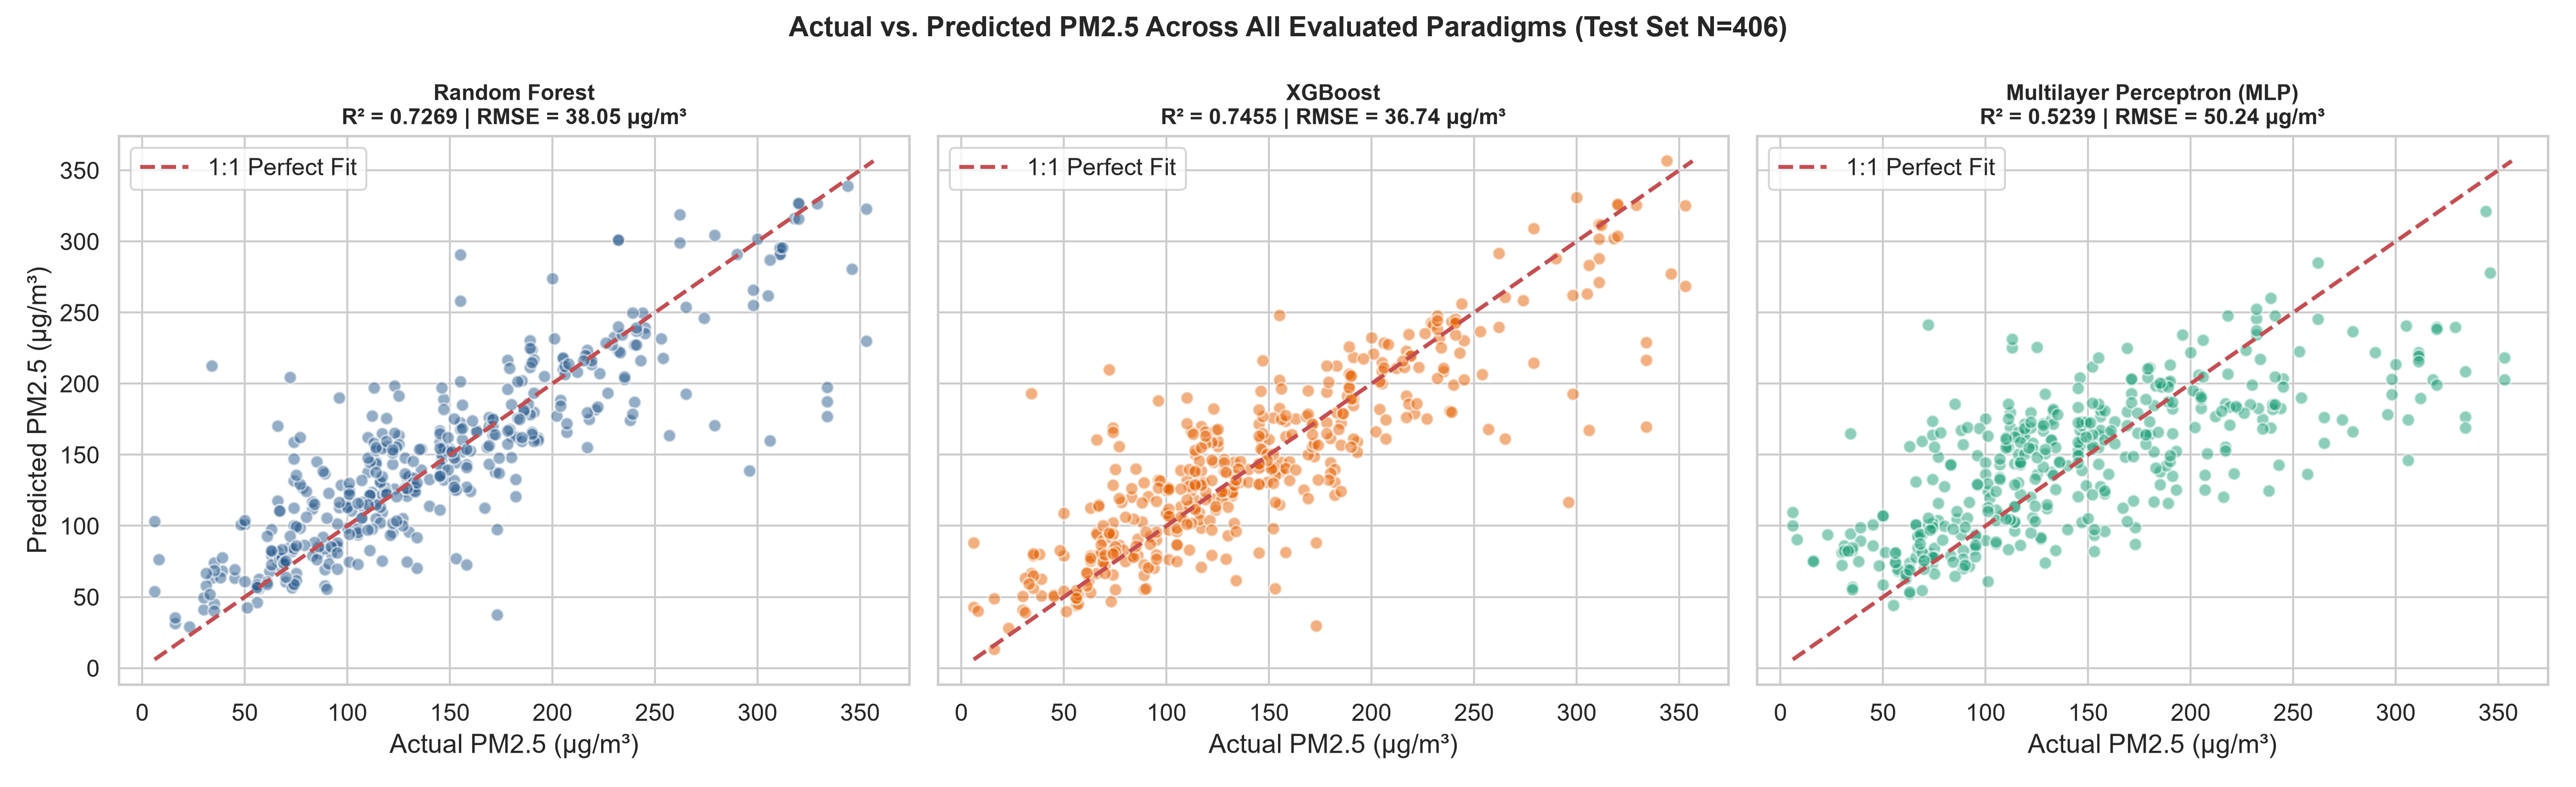 Actual vs. Predicted PM2.5 Across All Evaluated Paradigms (Test Set N=406)
Random Forest
R² = 0.7269 | RMSE = 38.05 µg/m³
1:1 Perfect Fit
Predicted PM2.5 (µg/m³)
350
300
250
200
150
100
50
0
0 50 100 150 200 250 300 350
Actual PM2.5 (µg/m³)
XGBoost
R² = 0.7455 | RMSE = 36.74 µg/m³
1:1 Perfect Fit
0 50 100 150 200 250 300 350
Actual PM2.5 (µg/m³)
Multilayer Perceptron (MLP)
R² = 0.5239 | RMSE = 50.24 µg/m³
1:1 Perfect Fit
0 50 100 150 200 250 300 350
Actual PM2.5 (µg/m³)